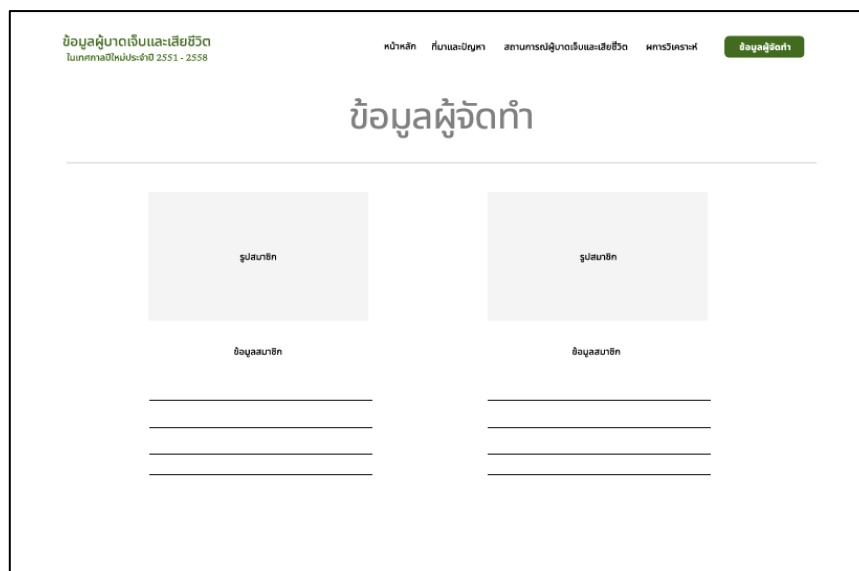 ข้อมูลผู้บาดเจ็บและเสียชีวิต
ในเทศกาลปีใหม่ประจำปี 2551 - 2558
หน้าหลัก ที่มาและปัญหา สถานการณ์ผู้บาดเจ็บและเสียชีวิต ผการวิเคราะห์ ข้อมูลผู้จัดทำ
ข้อมูลผู้จัดทำ
รูปสมาชิก รูปสมาชิก
ข้อมูลสมาชิก ข้อมูลสมาชิก